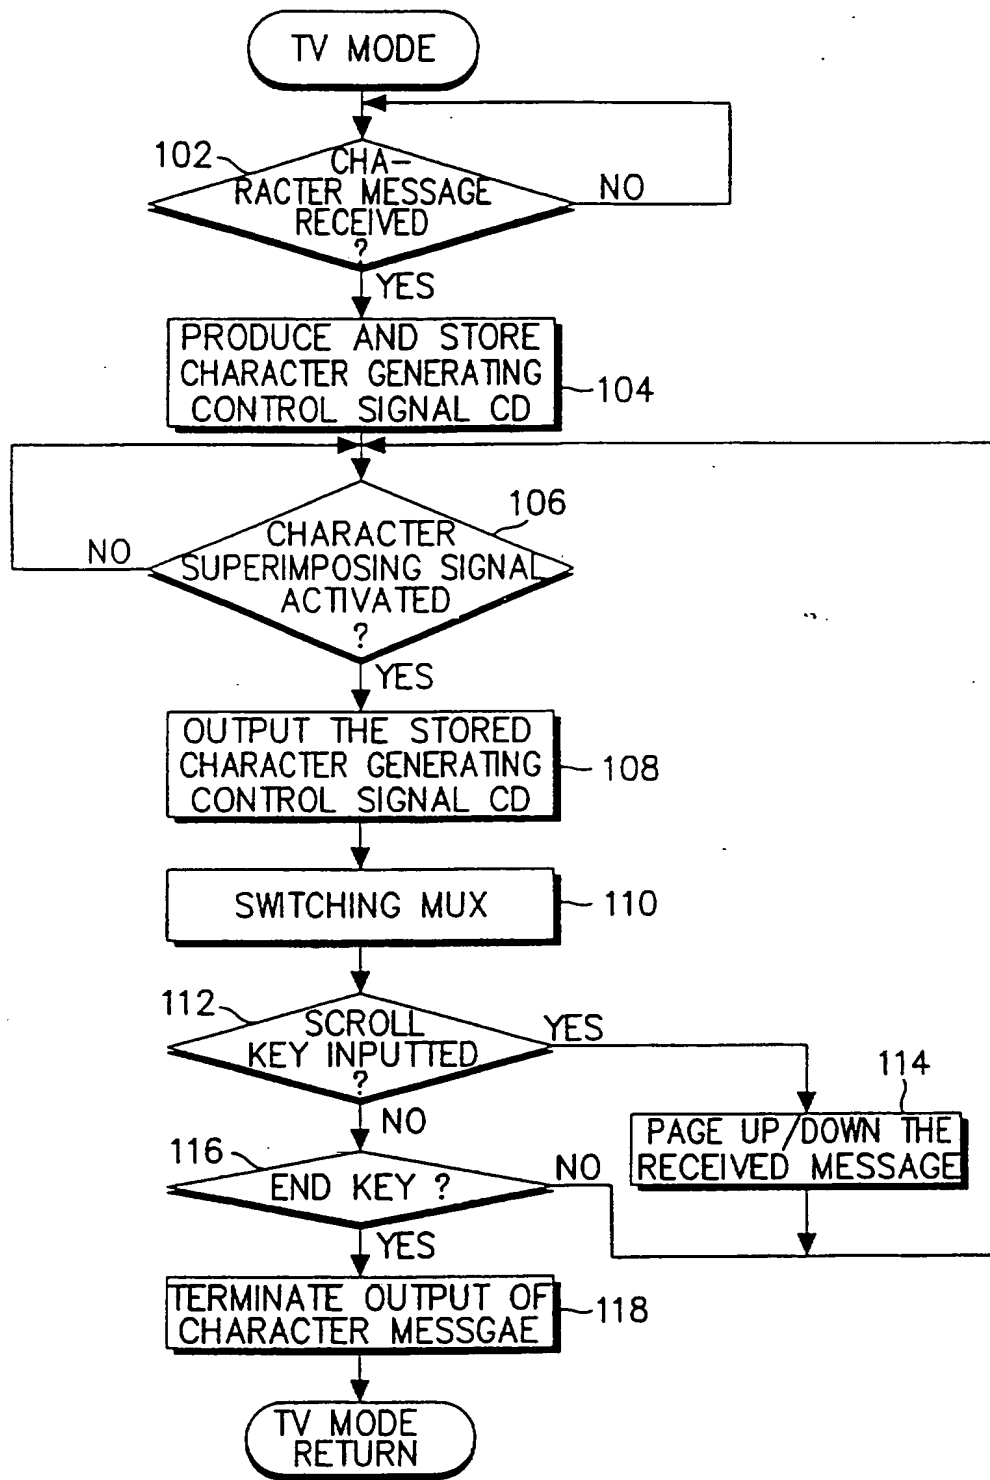 TV MODE
102
CHA-
RACTER MESSAGE
RECEIVED
?
NO
YES
PRODUCE AND STORE
CHARACTER GENERATING
CONTROL SIGNAL CD
104
106
CHARACTER
SUPERIMPOSING SIGNAL
ACTIVATED
?
NO
YES
OUTPUT THE STORED
CHARACTER GENERATING
CONTROL SIGNAL CD
108
SWITCHING MUX
110
112
SCROLL
KEY INPUTTED
?
YES
NO
114
PAGE UP/DOWN THE
RECEIVED MESSAGE
116
END KEY ?
NO
YES
TERMINATE OUTPUT OF
CHARACTER MESSGAE
118
TV MODE
RETURN